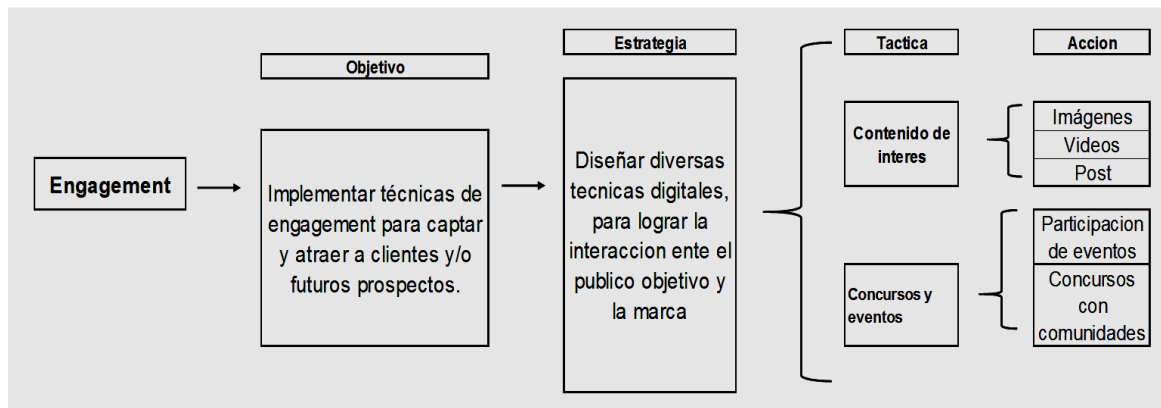 Engagement
Objetivo
Implementar técnicas de
engagement para captar
y atraer a clientes y/o
futuros prospectos.
Estrategia
Diseñar diversas
tecnicas digitales,
para lograr la
interaccion ente el
publico objetivo y
la marca
Tactica
Accion
Contenido de
interes
Imágenes
Videos
Post
Concursos y
eventos
Participacion
de eventos
Concursos
con
comunidades